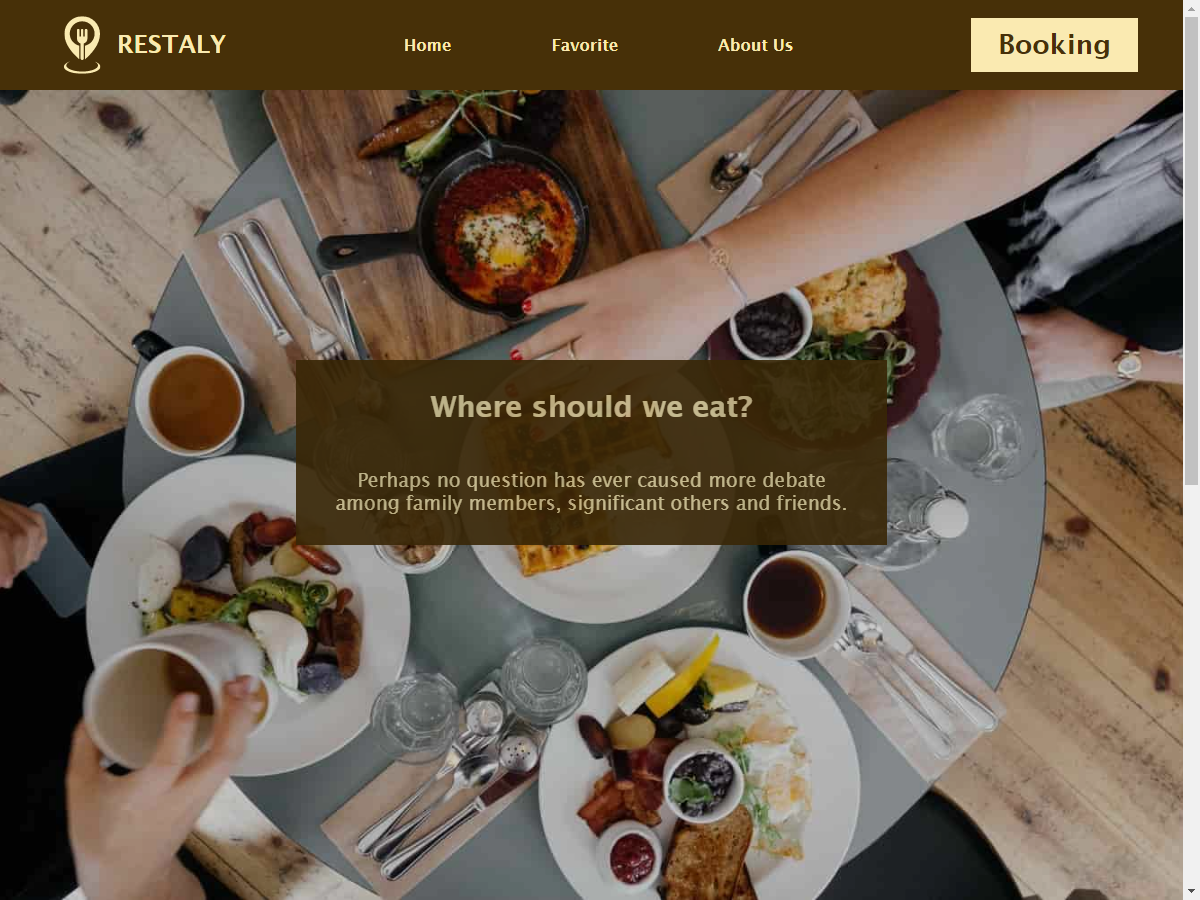 RESTALY
Home
Favorite
About Us
Booking
Where should we eat?
Perhaps no question has ever caused more debate
among family members, significant others and friends.